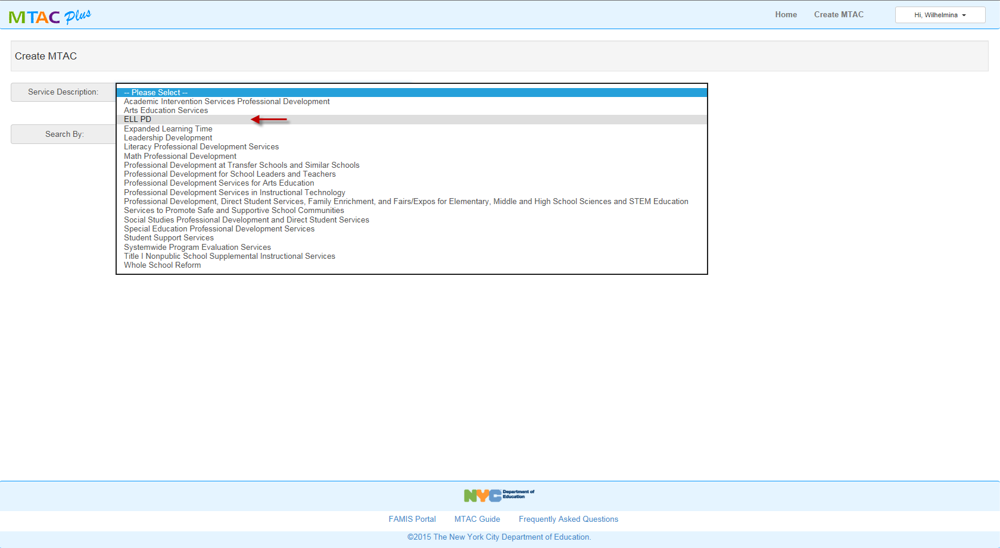 MTAC Plus
Home Create MTAC Hi, Wilhelmina
Create MTAC
Service Description:
-- Please Select --
Academic Intervention Services Professional Development
Arts Education Services
ELL PD
Expanded Learning Time
Leadership Development
Literacy Professional Development Services
Math Professional Development
Professional Development at Transfer Schools and Similar Schools
Professional Development for School Leaders and Teachers
Professional Development Services for Arts Education
Professional Development Services in Instructional Technology
Professional Development, Direct Student Services, Family Enrichment, and Fairs/Expos for Elementary, Middle and High School Sciences and STEM Education
Services to Promote Safe and Supportive School Communities
Social Studies Professional Development and Direct Student Services
Special Education Professional Development Services
Student Support Services
Systemwide Program Evaluation Services
Title I Nonpublic School Supplemental Instructional Services
Whole School Reform
Search By:
NYC Department of
Education
FAMIS Portal MTAC Guide Frequently Asked Questions
©2015 The New York City Department of Education.